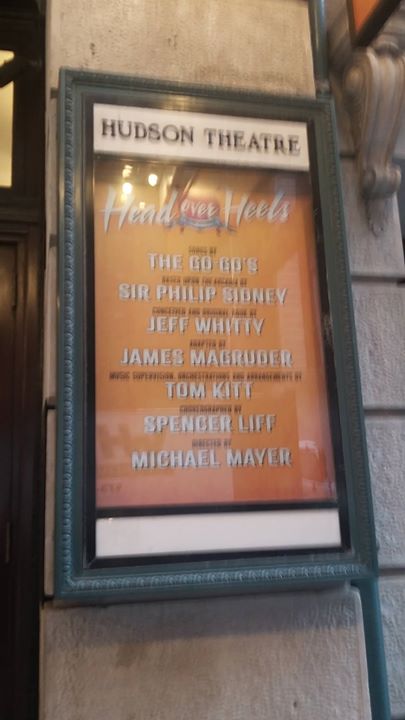 HUDSON THEATRE
Head over Heels
SONGS BY
THE GO-GO'S
BASED UPON THE ARCADIA BY
SIR PHILIP SIDNEY
CONCEIVED AND ORIGINAL BOOK BY
JEFF WHITTY
ADAPTED BY
JAMES MAGRUDER
MUSIC SUPERVISION, ORCHESTRATIONS AND ARRANGEMENTS BY
TOM KITT
CHOREOGRAPHED BY
SPENCER LIFF
DIRECTED BY
MICHAEL MAYER